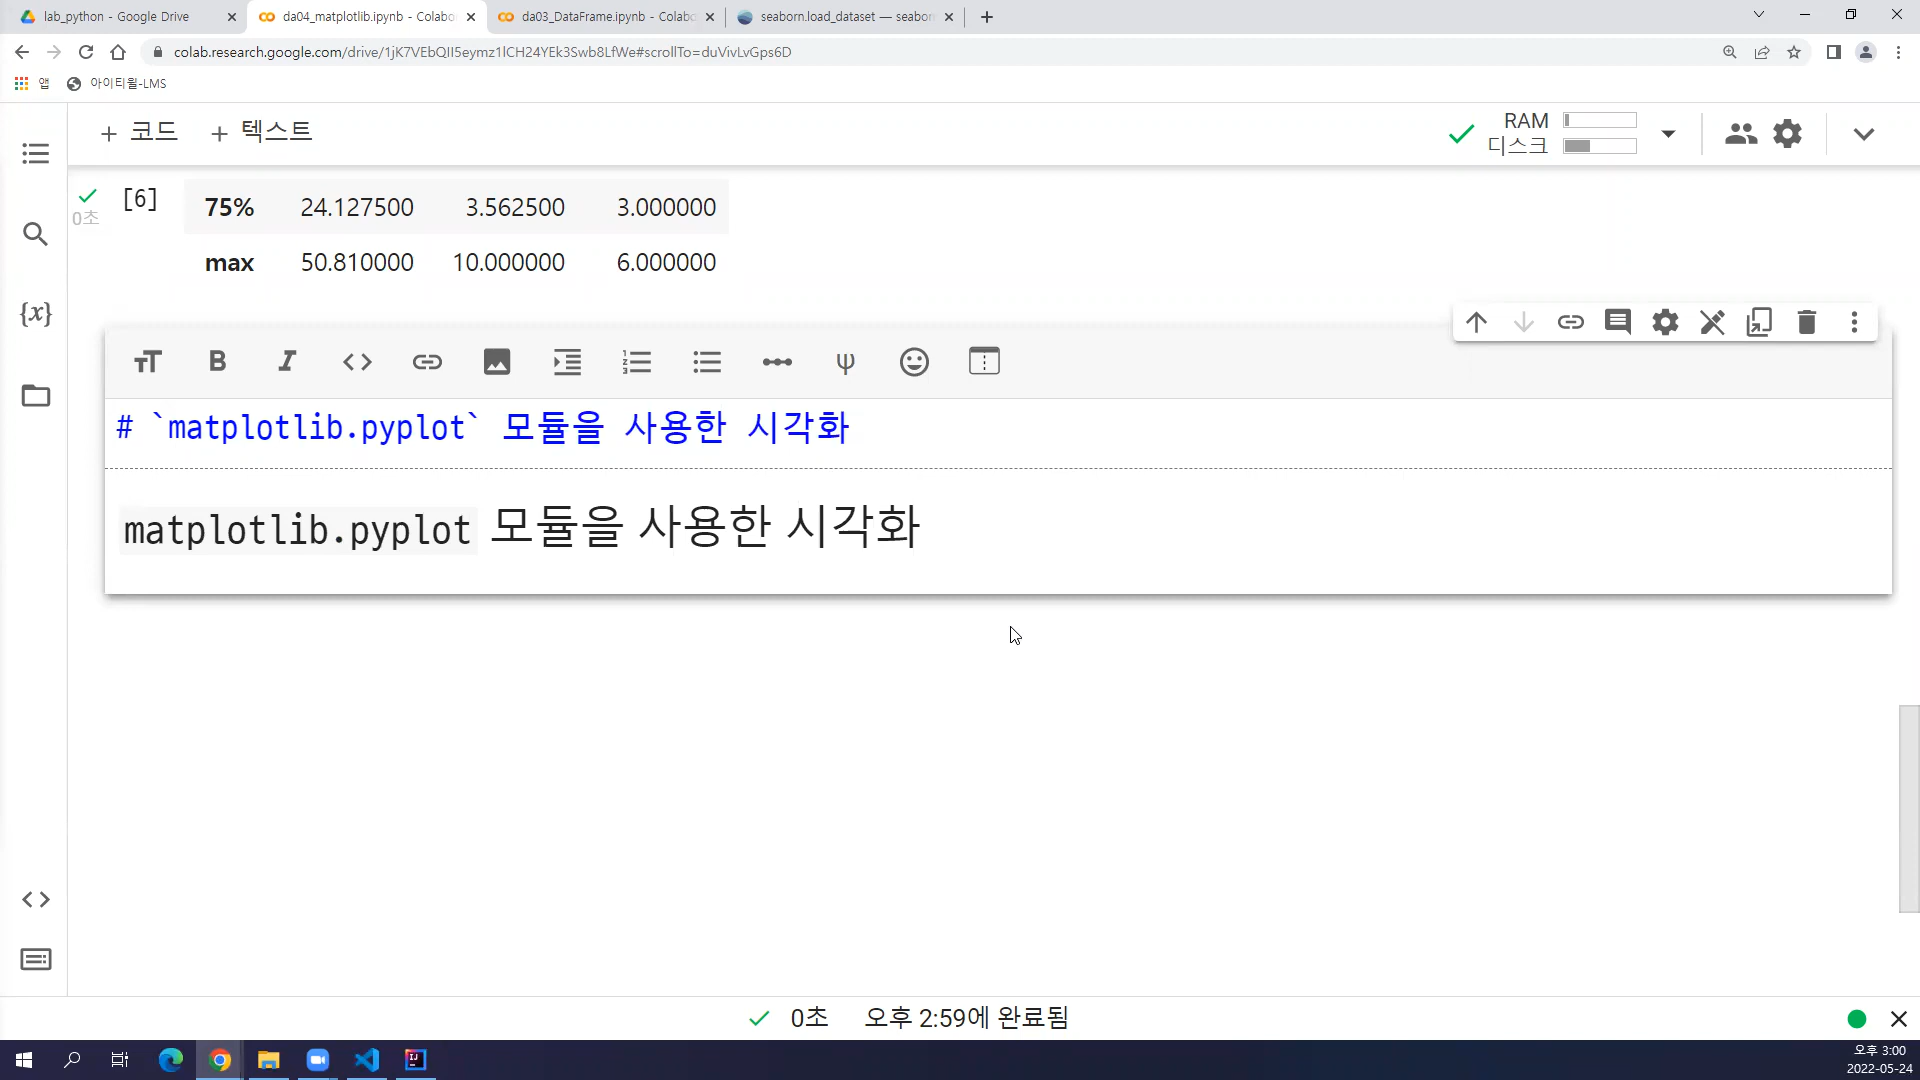 lab_python - Google Drive
da04_matplotlib.ipynb - Colabo
da03_DataFrame.ipynb - Colabo
seaborn.load_dataset — seaborn
colab.research.google.com/drive/1jK7VEbQII5eymz1lCH24YEk3Swb8LfWe#scrollTo=duVivLvGps6D
앱
아이티윌-LMS
+ 코드
+ 텍스트
RAM
디스크
0초
[6]
75% 24.127500 3.562500 3.000000
max 50.810000 10.000000 6.000000
# `matplotlib.pyplot` 모듈을 사용한 시각화
matplotlib.pyplot 모듈을 사용한 시각화
0초 오후 2:59에 완료됨
오후 3:00
2022-05-24